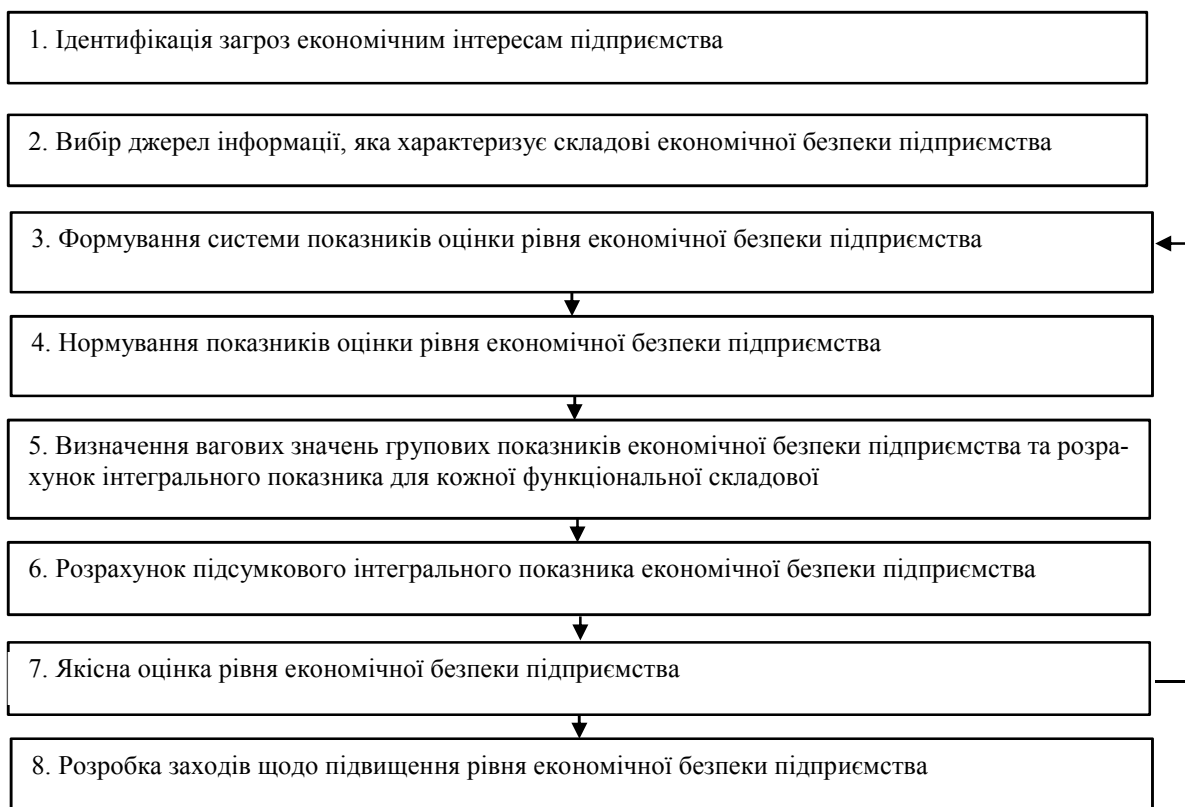 1. Ідентифікація загроз економічним інтересам підприємства
2. Вибір джерел інформації, яка характеризує складові економічної безпеки підприємства
3. Формування системи показників оцінки рівня економічної безпеки підприємства
4. Нормування показників оцінки рівня економічної безпеки підприємства
5. Визначення вагових значень групових показників економічної безпеки підприємства та розра-
хунок інтегрального показника для кожної функціональної складової
6. Розрахунок підсумкового інтегрального показника економічної безпеки підприємства
7. Якісна оцінка рівня економічної безпеки підприємства
8. Розробка заходів щодо підвищення рівня економічної безпеки підприємства